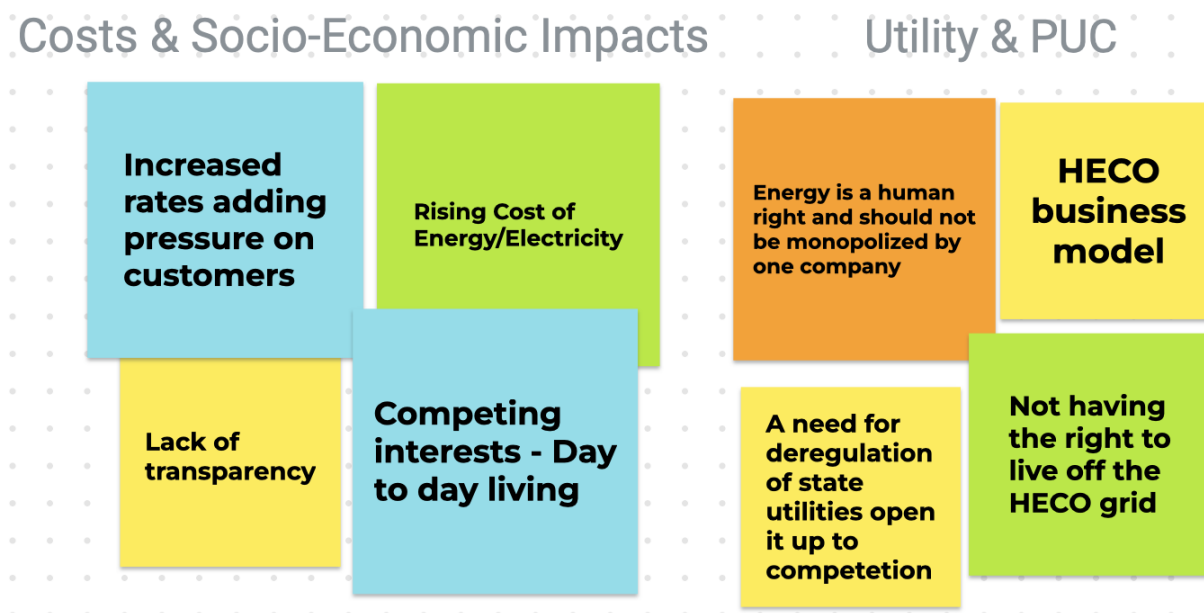 Costs & Socio-Economic Impacts
Increased
rates adding
pressure on
customers
Rising Cost of
Energy/Electricity
Lack of
transparency
Competing
interests - Day
to day living
Utility & PUC
Energy is a human
right and should not
be monopolized by
one company
HECO
business
model
A need for
deregulation
of state
utilities open
it up to
competetion
Not having
the right to
live off the
HECO grid